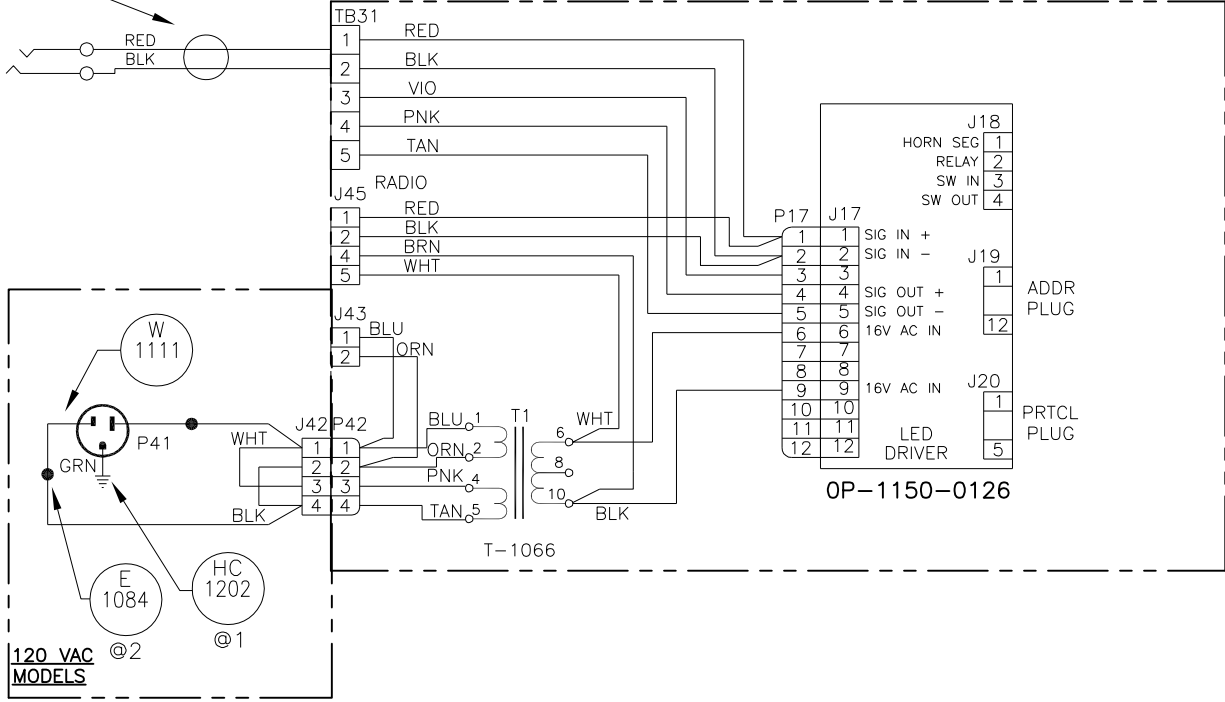 TB31
RED
BLK
1 RED
2 BLK
3 VIO
4 PNK
5 TAN
RADIO
J45
1 RED
2 BLK
4 BRN
5 WHT
J43
1 BLU
2 ORN
J18
HORN SEG 1
RELAY 2
SW IN 3
SW OUT 4
P17 J17
1 1 SIG IN +
2 2 SIG IN -
3 3
4 4 SIG OUT +
5 5 SIG OUT -
6 6 16V AC IN
7 7
8 8
9 9 16V AC IN
10 10
11 11
12 12
LED
DRIVER
J19
1
12
ADDR
PLUG
J20
1
5
PRTCL
PLUG
0P-1150-0126
W
1111
P41
GRN
WHT
BLK
J42 P42
1 1
2 2
3 3
4 4
BLU 1
ORN 2
PNK 4
TAN 5
T1
6 WHT
8
10 BLK
T-1066
E
1084
@2
HC
1202
@1
120 VAC
MODELS